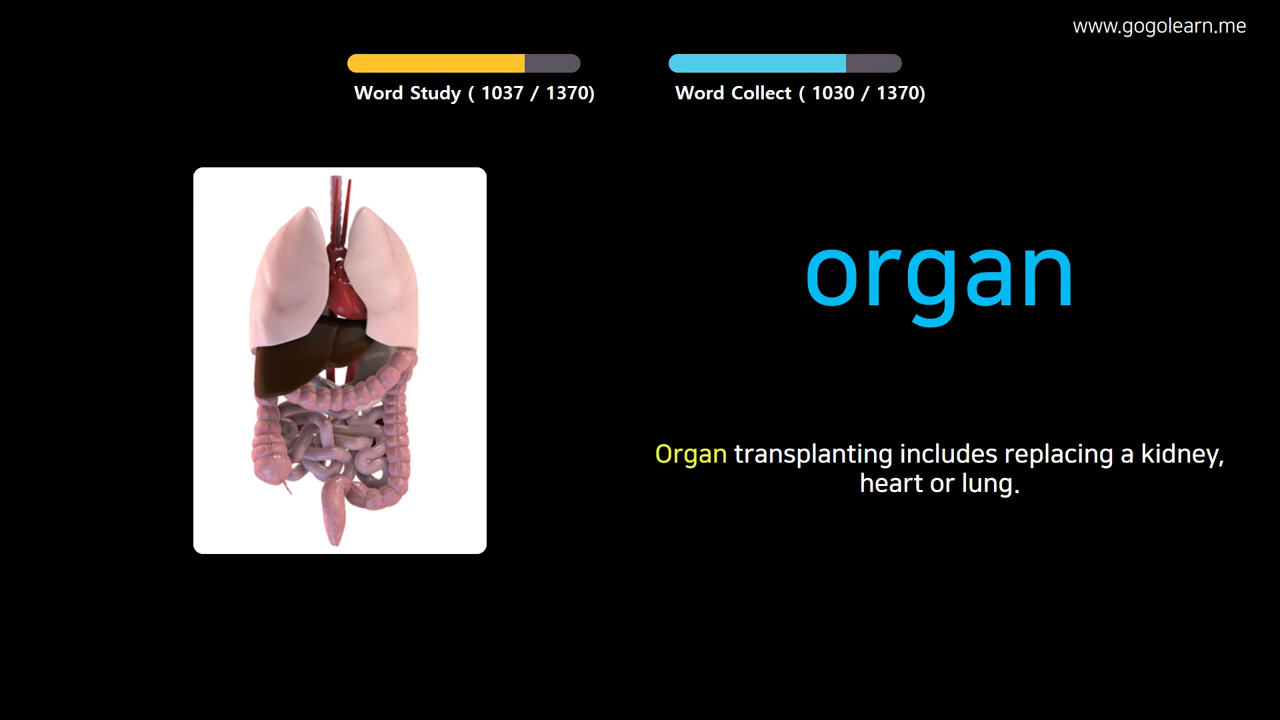 www.gogolearn.me
Word Study ( 1037 / 1370)
Word Collect ( 1030 / 1370)
organ
Organ transplanting includes replacing a kidney,
heart or lung.